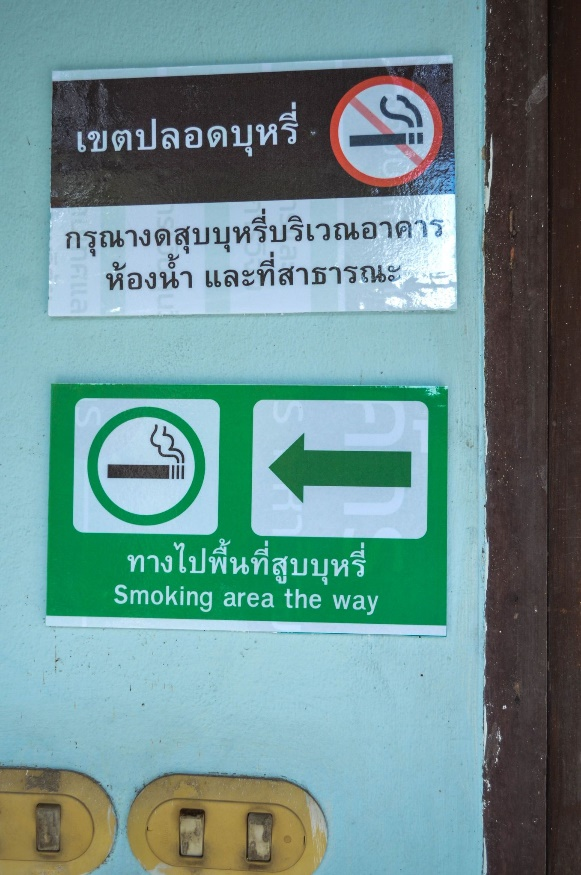 เขตปลอดบุหรี่
กรุณางดสุบบุหรี่บริเวณอาคาร
ห้องน้ำ และที่สาธารณะ
ทางไปพื้นที่สูบบุหรี่
Smoking area the way